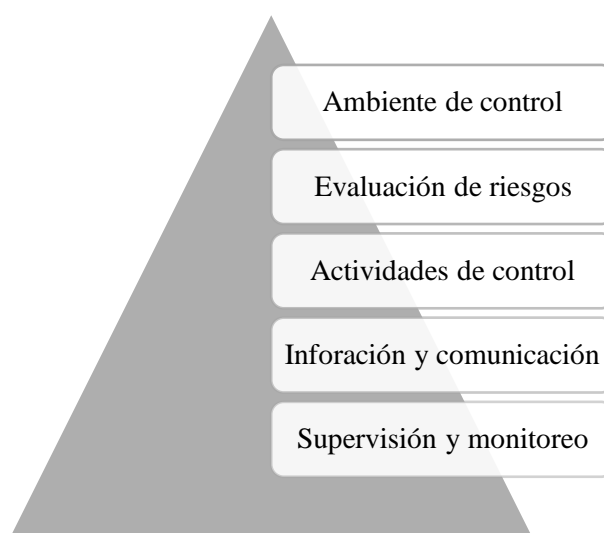 Ambiente de control
Evaluación de riesgos
Actividades de control
Inforación y comunicación
Supervisión y monitoreo